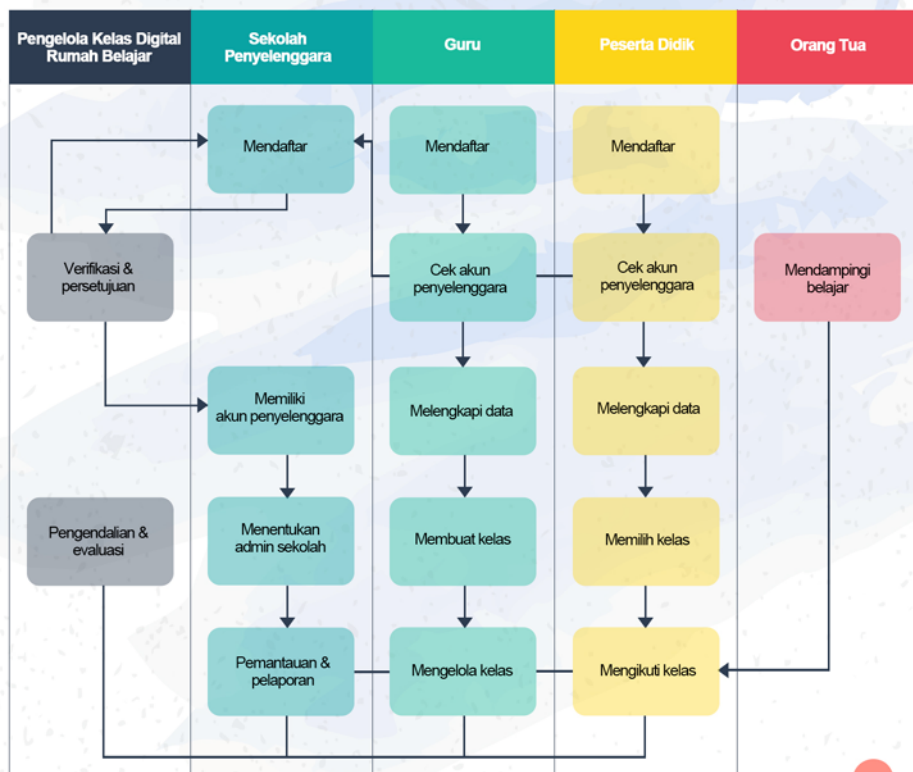 Pengelola Kelas Digital
Rumah Belajar
Sekolah
Penyelenggara
Guru
Peserta Didik
Orang Tua
Mendaftar
Mendaftar
Mendaftar
Verifikasi &
persetujuan
Cek akun
penyelenggara
Cek akun
penyelenggara
Mendampingi
belajar
Memiliki
akun penyelenggara
Melengkapi data
Melengkapi data
Pengendalian &
evaluasi
Menentukan
admin sekolah
Membuat kelas
Memilih kelas
Pemantauan &
pelaporan
Mengelola kelas
Mengikuti kelas